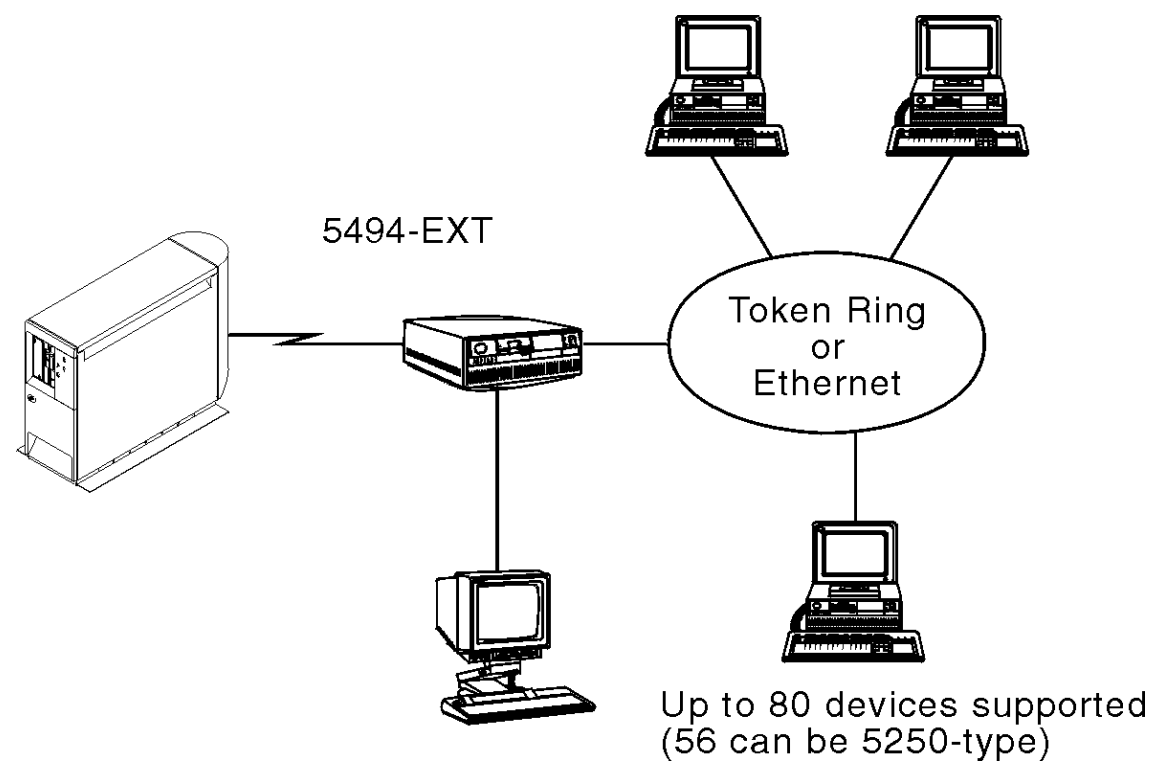 5494-EXT
Token Ring
or
Ethernet
Up to 80 devices supported
(56 can be 5250-type)